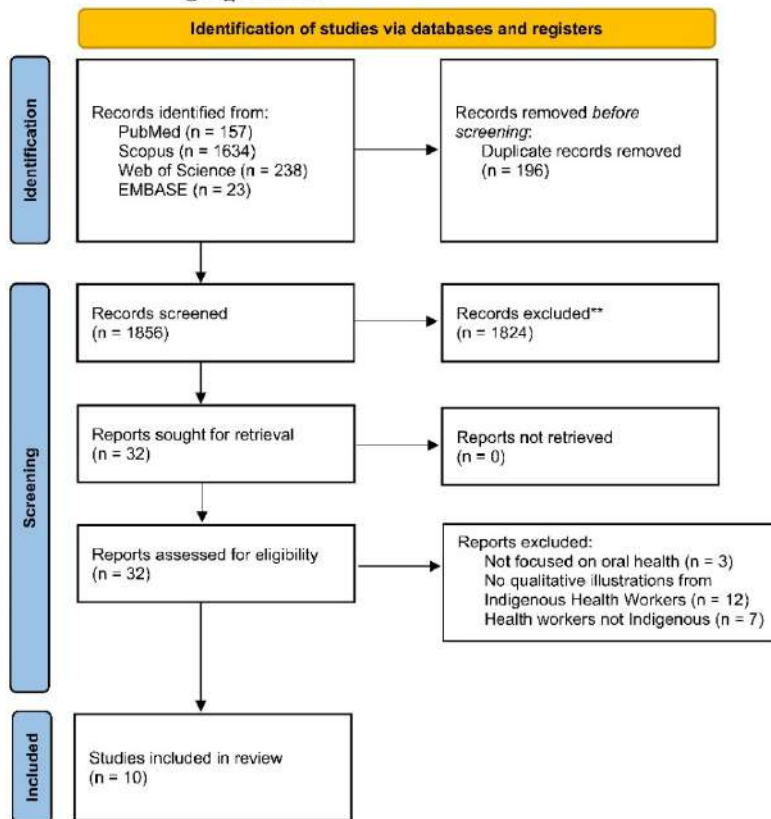 Identification of studies via databases and registers
Identification
Records identified from:
PubMed (n = 157)
Scopus (n = 1634)
Web of Science (n = 238)
EMBASE (n = 23)
Records removed before
screening:
Duplicate records removed
(n = 196)
Screening
Records screened
(n = 1856)
Records excluded**
(n = 1824)
Reports sought for retrieval
(n = 32)
Reports not retrieved
(n = 0)
Reports assessed for eligibility
(n = 32)
Reports excluded:
Not focused on oral health (n = 3)
No qualitative illustrations from
Indigenous Health Workers (n = 12)
Health workers not Indigenous (n = 7)
Included
Studies included in review
(n = 10)